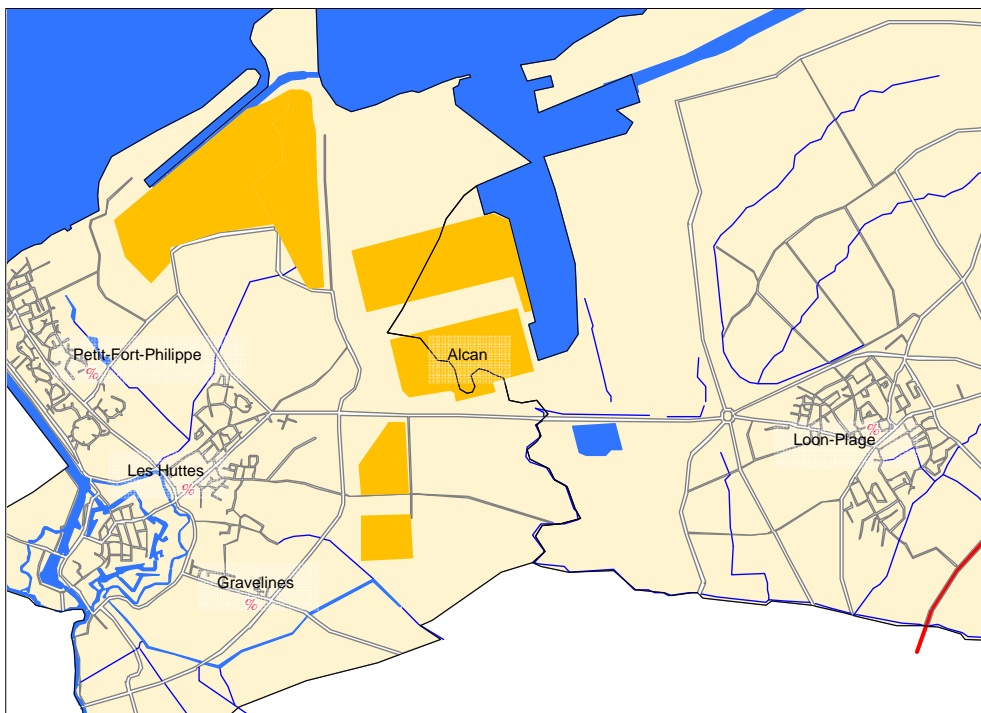 Petit-Fort-Philippe
%
Alcan
%
Loon-Plage
Les Huttes
%
Gravelines
%